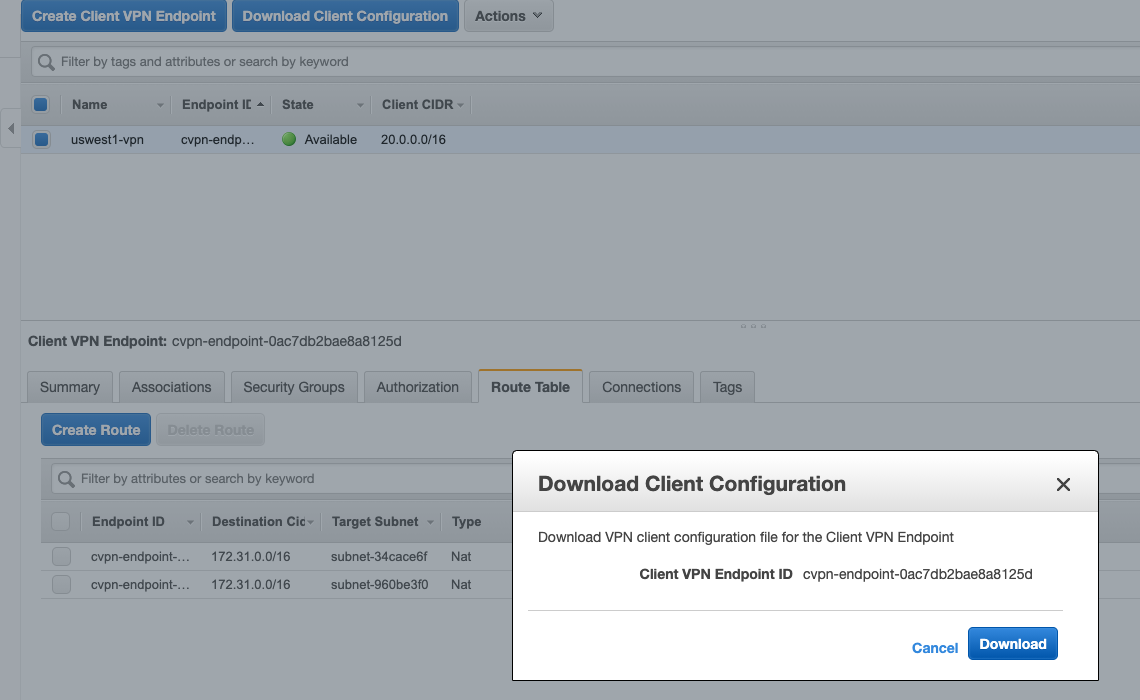 Create Client VPN Endpoint Download Client Configuration Actions
Filter by tags and attributes or search by keyword
Name Endpoint ID State Client CIDR
uswest1-vpn cvpn-endp... Available 20.0.0.0/16
Client VPN Endpoint: cvpn-endpoint-0ac7db2bae8a8125d
Summary Associations Security Groups Authorization Route Table Connections Tags
Create Route Delete Route
Filter by attributes or search by keyword
Endpoint ID Destination Cid Target Subnet Type
cvpn-endpoint-... 172.31.0.0/16 subnet-34cace6f Nat
cvpn-endpoint-... 172.31.0.0/16 subnet-960be3f0 Nat
Download Client Configuration
Download VPN client configuration file for the Client VPN Endpoint
Client VPN Endpoint ID cvpn-endpoint-0ac7db2bae8a8125d
Cancel Download